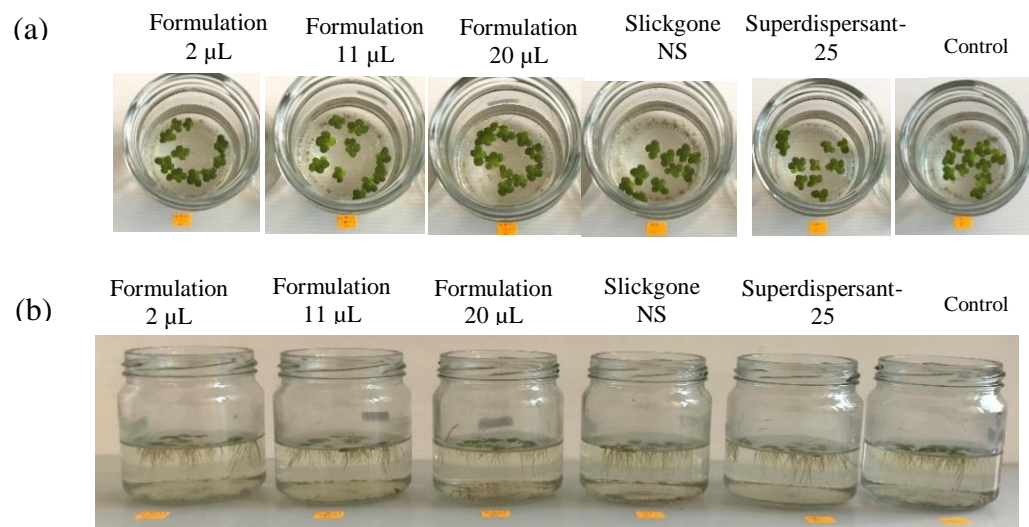 (a)
Formulation
2 µL
Formulation
11 µL
Formulation
20 µL
Slickgone
NS
Superdispersant-
25
Control
(b)
Formulation
2 µL
Formulation
11 µL
Formulation
20 µL
Slickgone
NS
Superdispersant-
25
Control